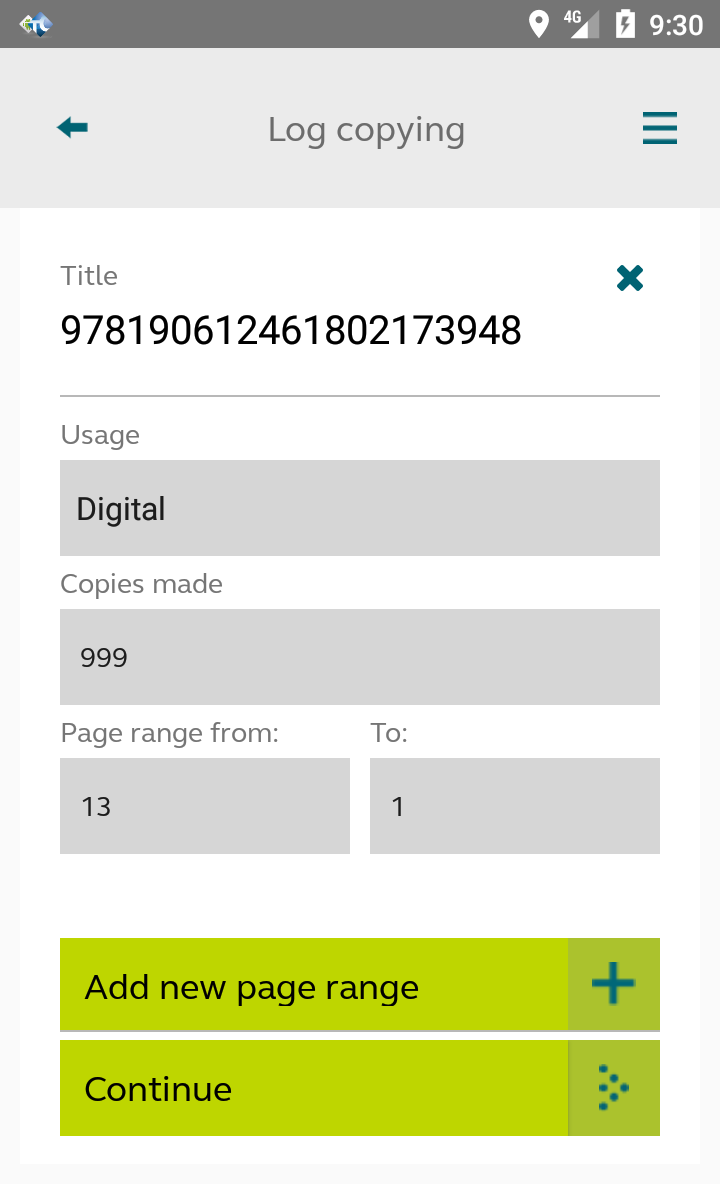 4G 9:30
Log copying
Title
978190612461802173948
Usage
Digital
Copies made
999
Page range from: To:
13 1
Add new page range
Continue